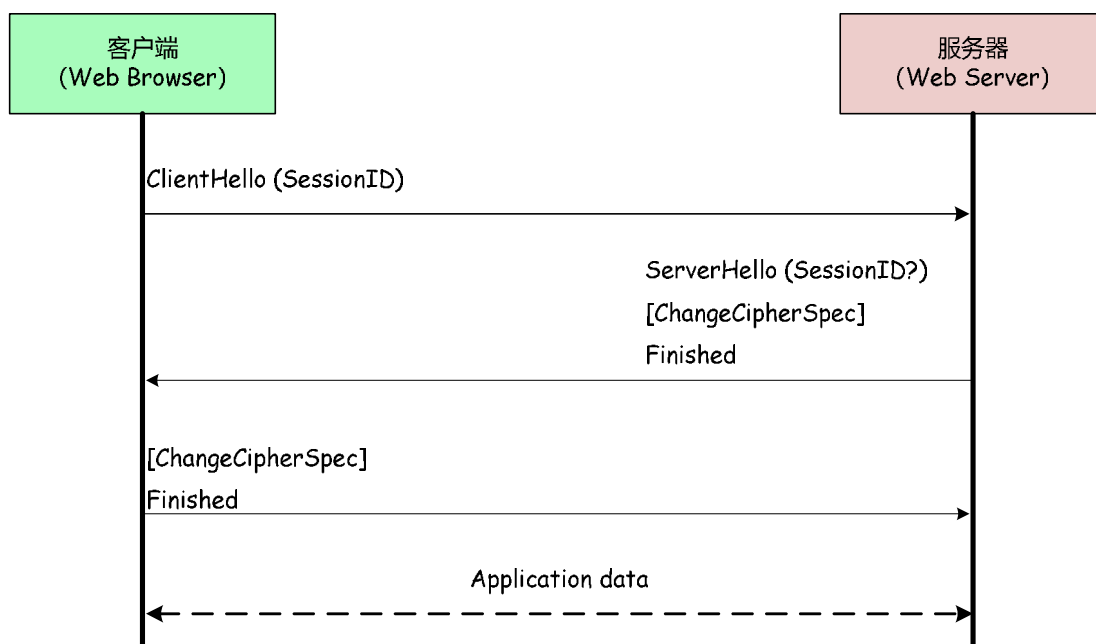 客户端
(Web Browser)
服务器
(Web Server)
ClientHello (SessionID)
ServerHello (SessionID?)
[ChangeCipherSpec]
Finished
[ChangeCipherSpec]
Finished
Application data